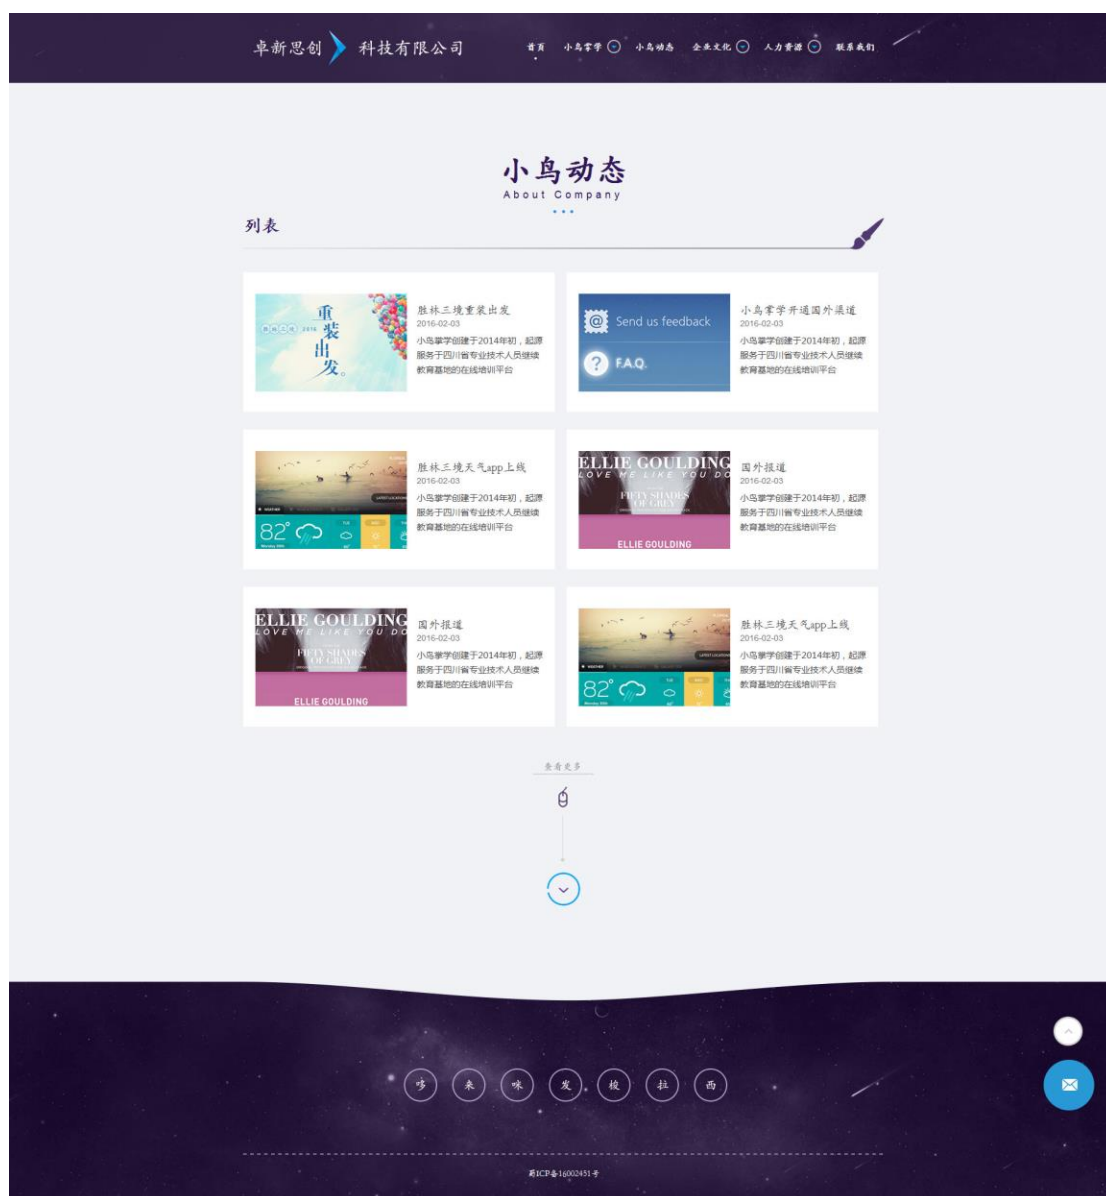 卓新思创 科技有限公司
首页 小鸟掌学 小鸟动态 企业文化 人力资源 联系我们
小鸟动态
About Company
列表
重装出发。
2016
胜林三境重装出发
2016-02-03
小鸟掌学创建于2014年初，起源
服务于四川省专业技术人员继续
教育基地的在线培训平台
Send us feedback
F.A.Q.
小鸟掌学开通国外渠道
2016-02-03
小鸟掌学创建于2014年初，起源
服务于四川省专业技术人员继续
教育基地的在线培训平台
82°
胜林三境天气app上线
2016-02-03
小鸟掌学创建于2014年初，起源
服务于四川省专业技术人员继续
教育基地的在线培训平台
ELLIE GOULDING
LOVE ME LIKE YOU DO
FIFTY SHADES
OF GREY
ELLIE GOULDING
国外报道
2016-02-03
小鸟掌学创建于2014年初，起源
服务于四川省专业技术人员继续
教育基地的在线培训平台
ELLIE GOULDING
LOVE ME LIKE YOU DO
FIFTY SHADES
OF GREY
ELLIE GOULDING
国外报道
2016-02-03
小鸟掌学创建于2014年初，起源
服务于四川省专业技术人员继续
教育基地的在线培训平台
82°
胜林三境天气app上线
2016-02-03
小鸟掌学创建于2014年初，起源
服务于四川省专业技术人员继续
教育基地的在线培训平台
查看更多
哆 来 咪 发 梭 拉 西
蜀ICP备16002451号